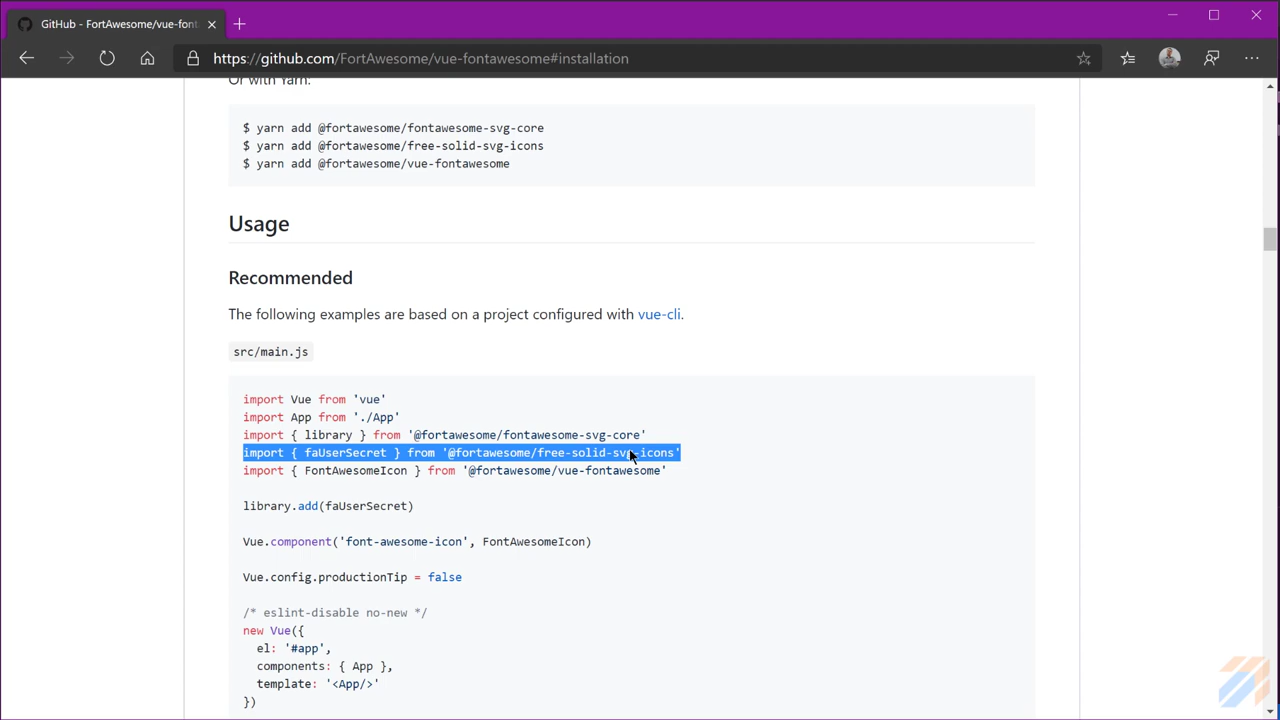 GitHub - FortAwesome/vue-font
https://github.com/FortAwesome/vue-fontawesome#installation
Or with Yarn:
$ yarn add @fortawesome/fontawesome-svg-core
$ yarn add @fortawesome/free-solid-svg-icons
$ yarn add @fortawesome/vue-fontawesome
Usage
Recommended
The following examples are based on a project configured with vue-cli.
src/main.js
import Vue from 'vue'
import App from './App'
import { library } from '@fortawesome/fontawesome-svg-core'
import { faUserSecret } from '@fortawesome/free-solid-svg-icons'
import { FontAwesomeIcon } from '@fortawesome/vue-fontawesome'
library.add(faUserSecret)
Vue.component('font-awesome-icon', FontAwesomeIcon)
Vue.config.productionTip = false
/* eslint-disable no-new */
new Vue({
el: '#app',
components: { App },
template: '<App/>'
})